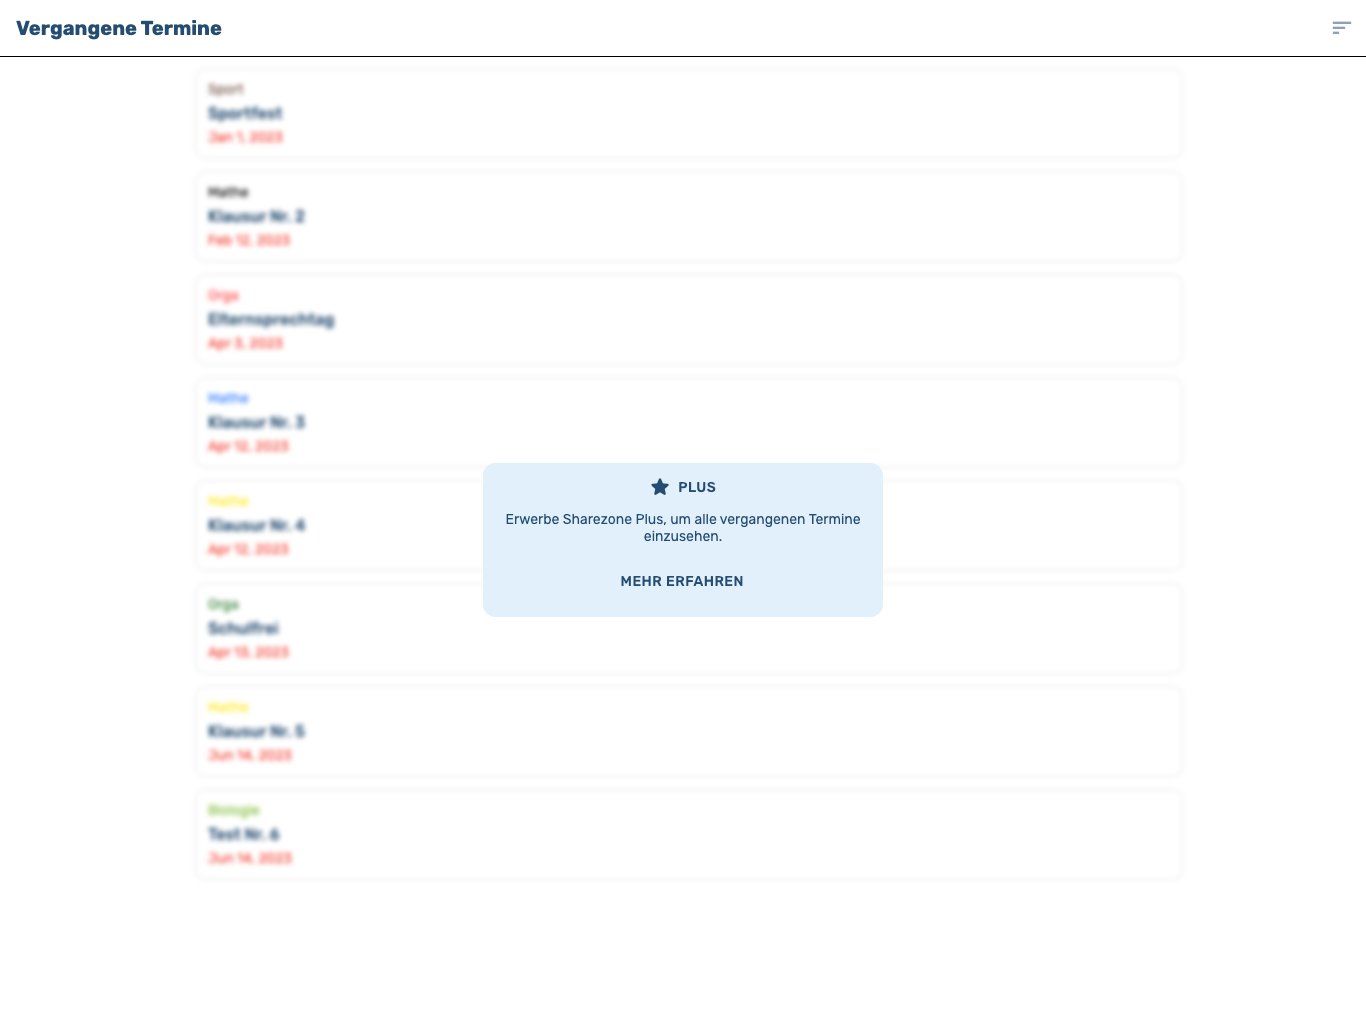 Vergangene Termine
Sport
Sportfest
Jan 1, 2023
Mathe
Klausur Nr. 2
Feb 12, 2023
Orga
Elternsprechtag
Apr 3, 2023
Mathe
Klausur Nr. 3
Apr 12, 2023
Mathe
Klausur Nr. 4
Apr 12, 2023
PLUS
Erwerbe Sharezone Plus, um alle vergangenen Termine
einzusehen.
MEHR ERFAHREN
Orga
Schulfrei
Apr 13, 2023
Mathe
Klausur Nr. 5
Jun 14, 2023
Biologie
Test Nr. 6
Jun 14, 2023